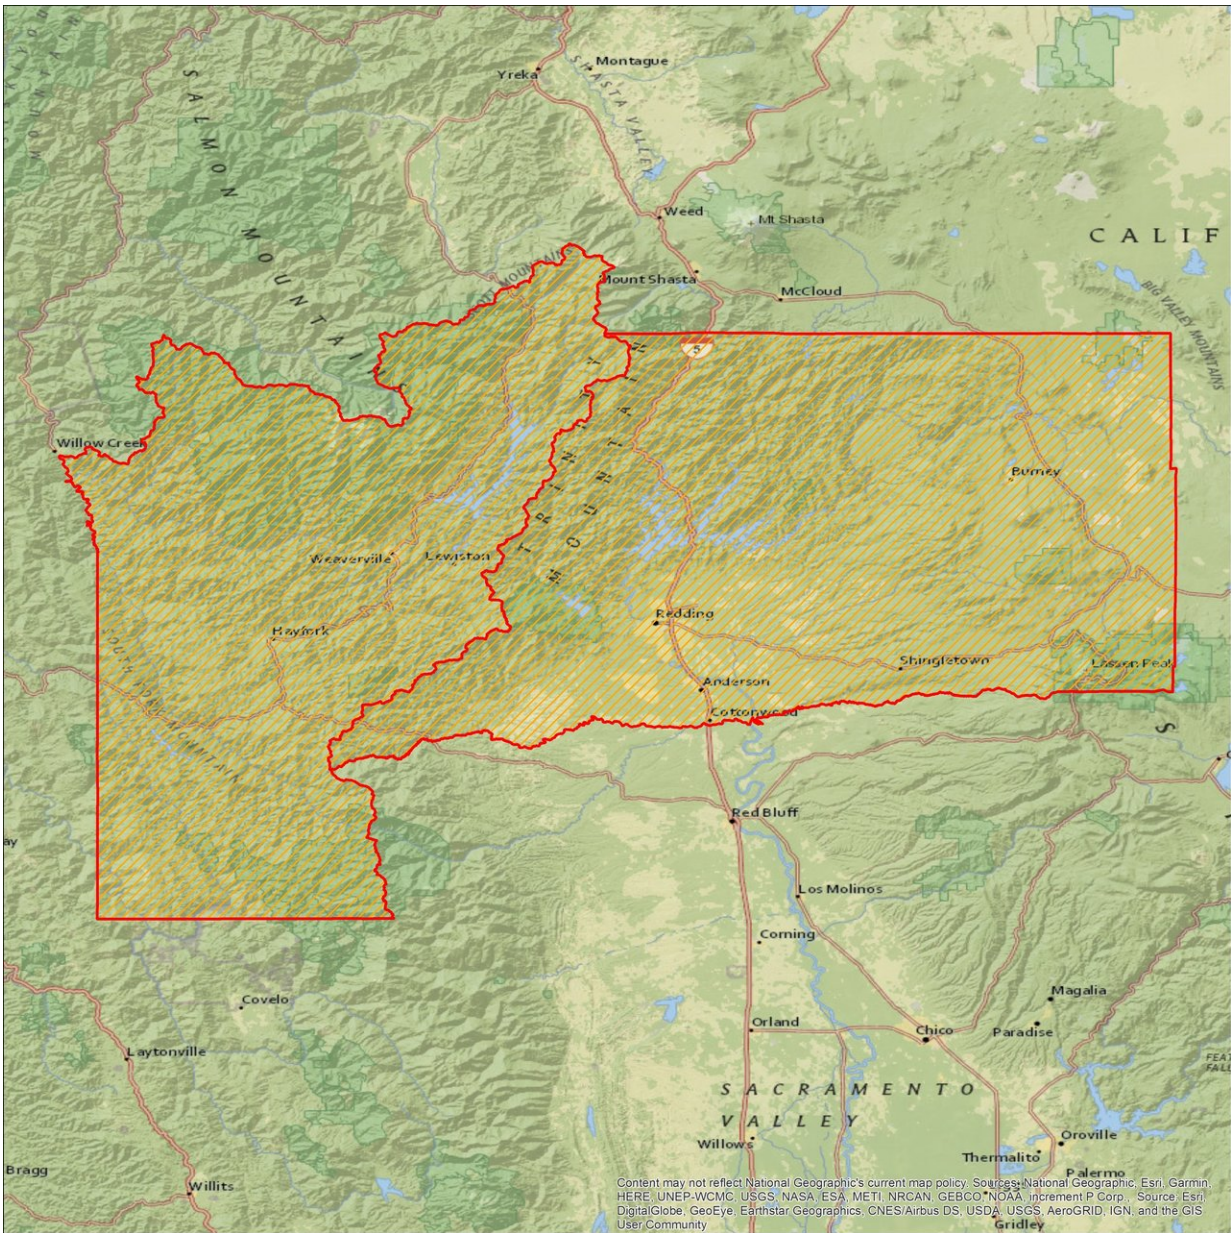 Montague
Yreka
SHASTA VALLEY
SALMON MOUNTAINS
Weed
Mt Shasta
CALIF
Mount Shasta
McCloud
BIG VALLEY MOUNTAINS
5
Willow Creek
Burney
Weaverville
Lewiston
Redding
Hayfork
SOUTH FORK MOUNTAIN
Shingletown
Lassen Peak
Anderson
Cottonwood
S
Red Bluff
ay
Los Molinos
Corning
Covelo
Magalia
Orland
Paradise
Chico
Laytonville
FEAT
FALL
SACRAMENTO
VALLEY
Willows
Oroville
Thermalito
Bragg
Palermo
Willits
Content may not reflect National Geographic's current map policy. Sources: National Geographic, Esri, Garmin,
HERE, UNEP-WCMC, USGS, NASA, ESA, METI, NRCAN, GEBCO, NOAA, increment P Corp., Source: Esri,
DigitalGlobe, GeoEye, Earthstar Geographics, CNES/Airbus DS, USDA, USGS, AeroGRID, IGN, and the GIS
User Community
Gridley